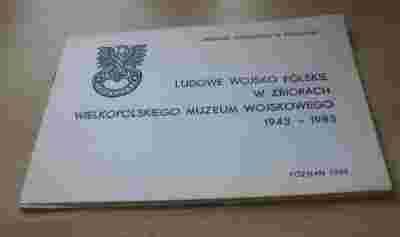 LUDOWE WOJSKO POLSKIE
W ZBIORACH
WIELKOPOLSKIEGO MUZEUM WOJSKOWEGO
1943 - 1983
POZNAŃ